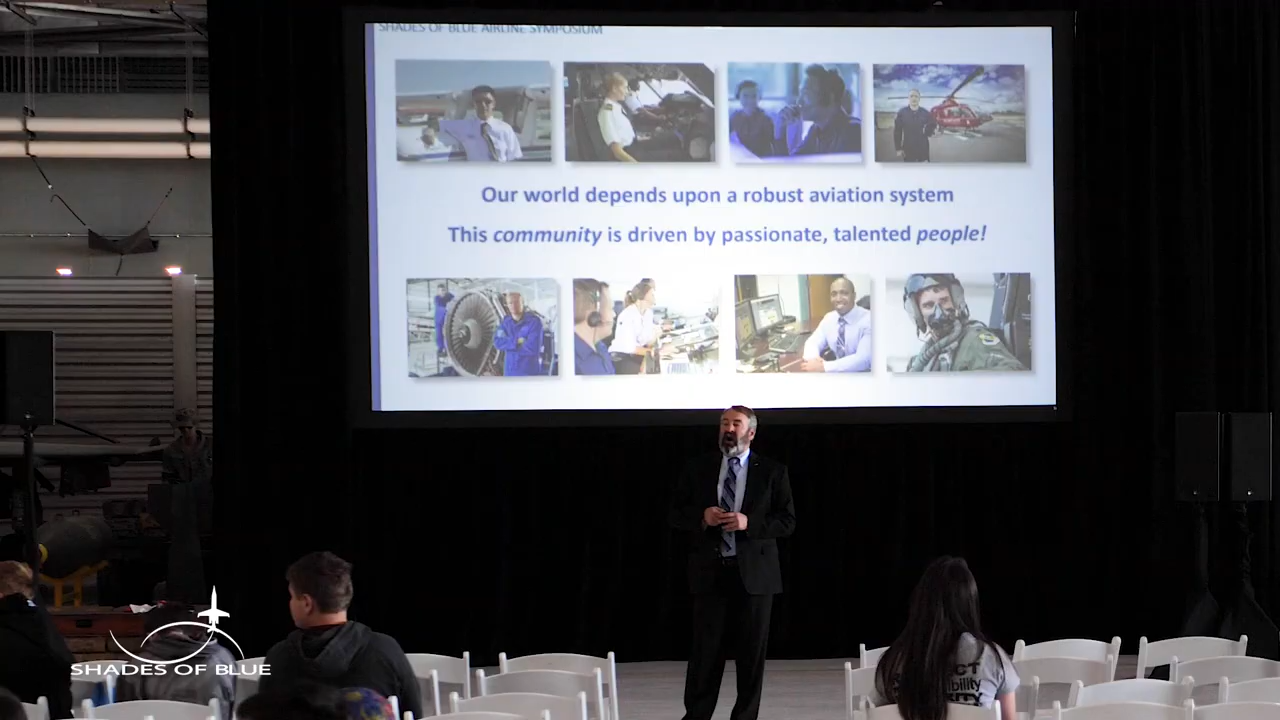 SHADES OF BLUE AIRLINE SYMPOSIUM
Our world depends upon a robust aviation system
This community is driven by passionate, talented people!
SHADES OF BLUE